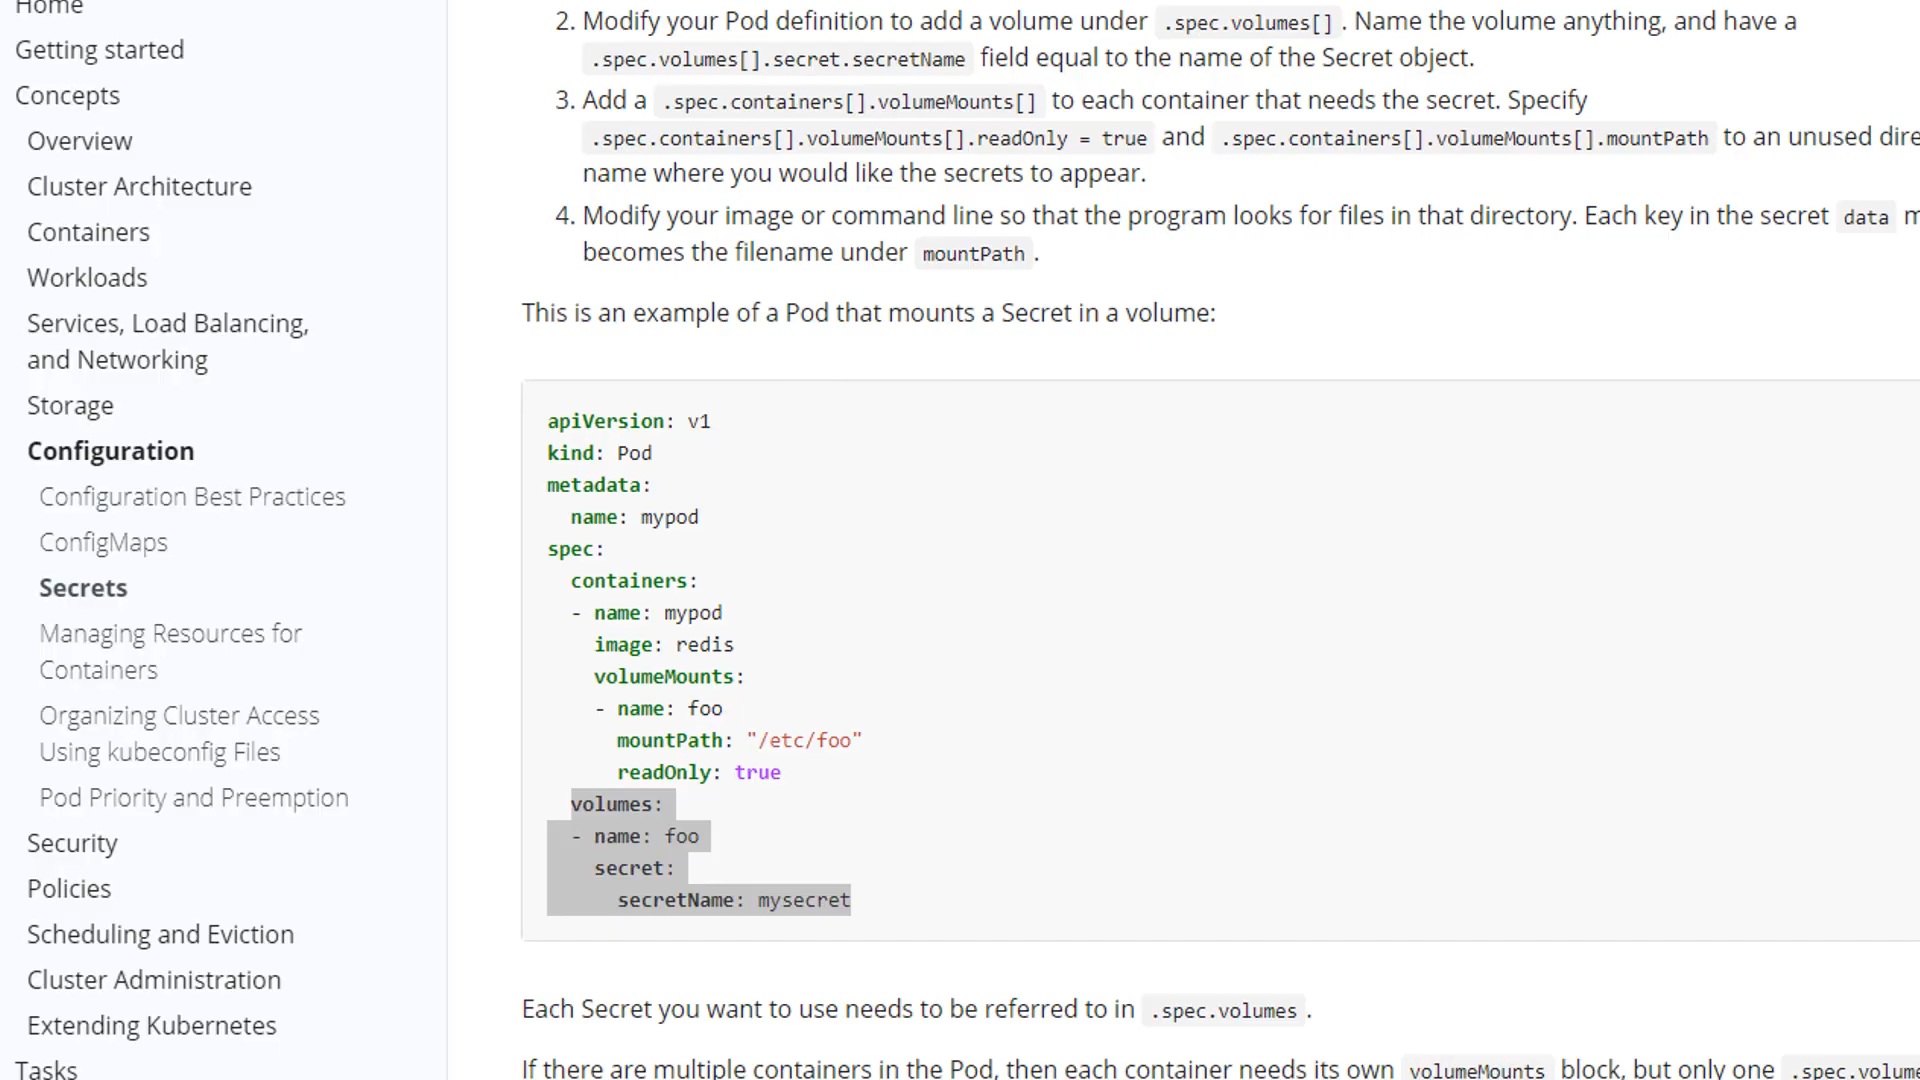 Home
Getting started
Concepts
Overview
Cluster Architecture
Containers
Workloads
Services, Load Balancing,
and Networking
Storage
Configuration
Configuration Best Practices
ConfigMaps
Secrets
Managing Resources for
Containers
Organizing Cluster Access
Using kubeconfig Files
Pod Priority and Preemption
Security
Policies
Scheduling and Eviction
Cluster Administration
Extending Kubernetes
Tasks
2. Modify your Pod definition to add a volume under .spec.volumes[] . Name the volume anything, and have a
.spec.volumes[].secret.secretName field equal to the name of the Secret object.
3. Add a .spec.containers[].volumeMounts[] to each container that needs the secret. Specify
.spec.containers[].volumeMounts[].readOnly = true and .spec.containers[].volumeMounts[].mountPath to an unused dire
name where you would like the secrets to appear.
4. Modify your image or command line so that the program looks for files in that directory. Each key in the secret data m
becomes the filename under mountPath .
This is an example of a Pod that mounts a Secret in a volume:
apiVersion: v1
kind: Pod
metadata:
  name: mypod
spec:
  containers:
  - name: mypod
    image: redis
    volumeMounts:
    - name: foo
      mountPath: "/etc/foo"
      readOnly: true
  volumes:
  - name: foo
    secret:
      secretName: mysecret
Each Secret you want to use needs to be referred to in .spec.volumes .
If there are multiple containers in the Pod, then each container needs its own volumeMounts block, but only one .spec.volume